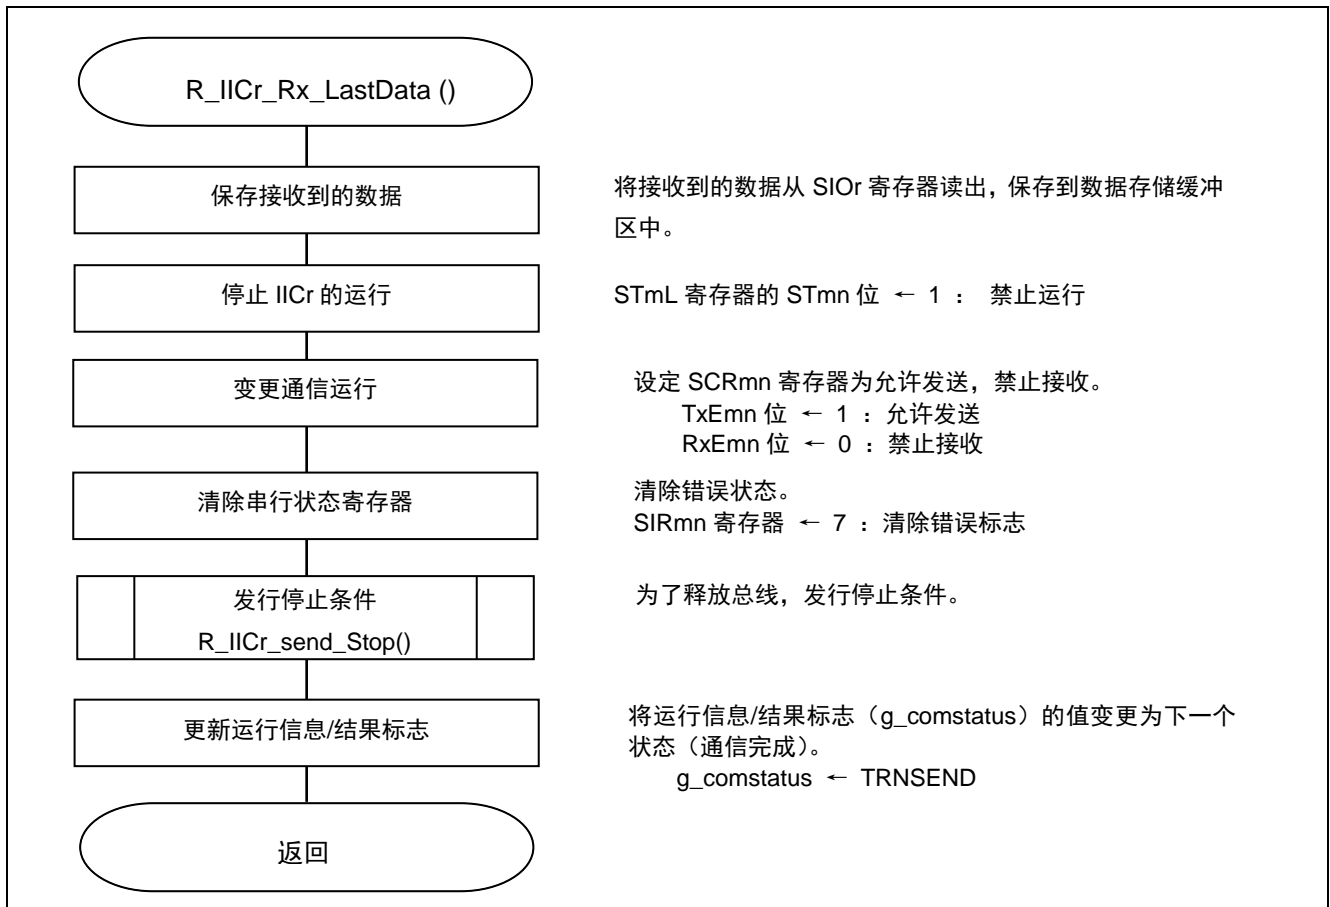 R_IICr_Rx_LastData ()
保存接收到的数据
将接收到的数据从 SIOr 寄存器读出，保存到数据存储缓冲
区中。
停止 IICr 的运行
STmL 寄存器的 STmn 位 ← 1 ： 禁止运行
变更通信运行
设定 SCRmn 寄存器为允许发送，禁止接收。
TxEmn 位 ← 1 ：允许发送
RxEmn 位 ← 0 ：禁止接收
清除串行状态寄存器
清除错误状态。
SIRmn 寄存器 ← 7 ：清除错误标志
发行停止条件
R_IICr_send_Stop()
为了释放总线，发行停止条件。
更新运行信息/结果标志
将运行信息/结果标志（g_comstatus）的值变更为下一个
状态（通信完成）。
g_comstatus ← TRNSEND
返回